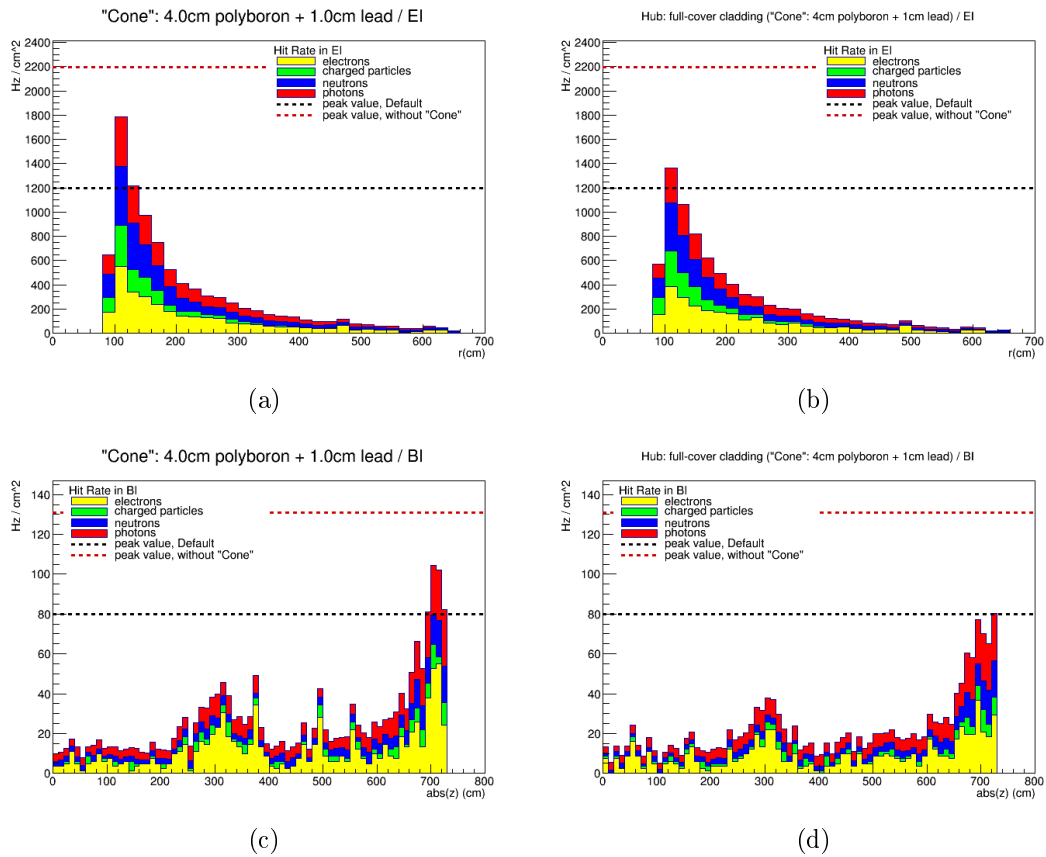 "Cone": 4.0cm polyboron + 1.0cm lead / EI
Hz / cm^2
2400
2200
2000
1800
1600
1400
1200
1000
800
600
400
200
0
Hit Rate in EI
electrons
charged particles
neutrons
photons
peak value, Default
peak value, without "Cone"
0 100 200 300 400 500 600 700
r(cm)
(a)
Hub: full-cover cladding ("Cone": 4cm polyboron + 1cm lead) / EI
Hz / cm^2
2400
2200
2000
1800
1600
1400
1200
1000
800
600
400
200
0
Hit Rate in EI
electrons
charged particles
neutrons
photons
peak value, Default
peak value, without "Cone"
0 100 200 300 400 500 600 700
r(cm)
(b)
"Cone": 4.0cm polyboron + 1.0cm lead / BI
Hz / cm^2
140
120
100
80
60
40
20
0
Hit Rate in BI
electrons
charged particles
neutrons
photons
peak value, Default
peak value, without "Cone"
0 100 200 300 400 500 600 700 800
abs(z) (cm)
(c)
Hub: full-cover cladding ("Cone": 4cm polyboron + 1cm lead) / BI
Hz / cm^2
140
120
100
80
60
40
20
0
Hit Rate in BI
electrons
charged particles
neutrons
photons
peak value, Default
peak value, without "Cone"
0 100 200 300 400 500 600 700 800
abs(z) (cm)
(d)